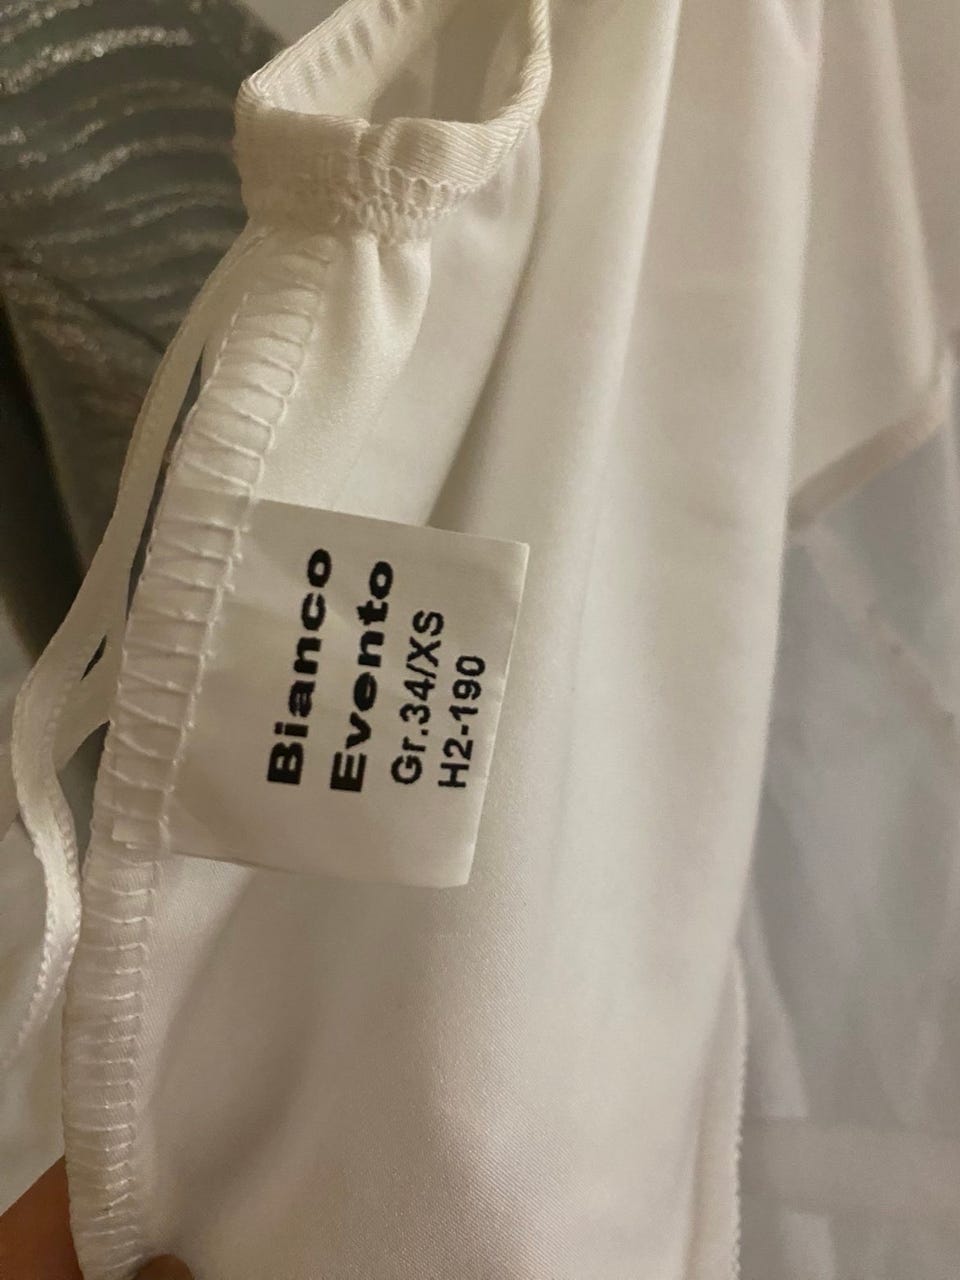 Bianco
Evento
Gr.34/XS
H2-190